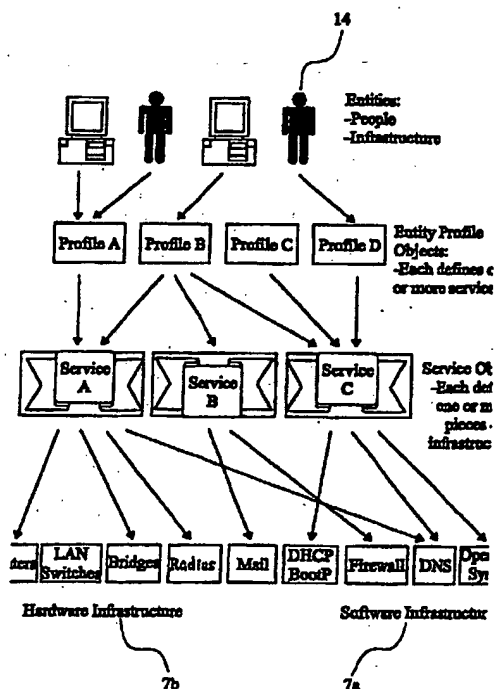 14
Entities:
-People
-Infrastructure
Profile A
Profile B
Profile C
Profile D
Entity Profile
Objects:
-Each defines
or more service
Service
A
Service
B
Service
C
Service Ob
-Each def
one or m
pieces
infrastruc
LAN
Switches
Bridges
Radius
Mail
DHCP
BootP
Firewall
DNS
Open
Sy
Hardware Infrastructure
Software Infrastructur
7b
7a